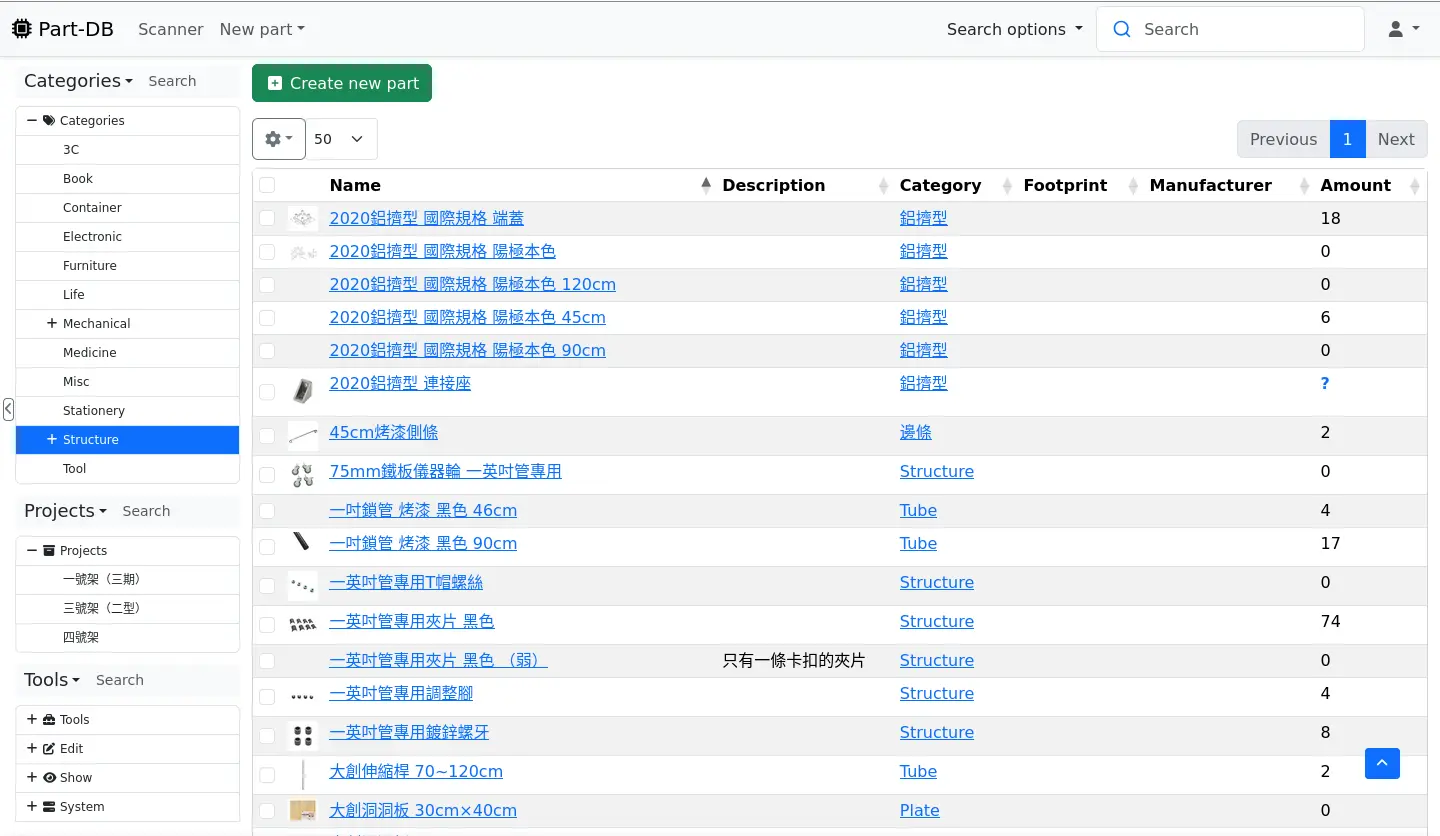 Part-DB Scanner New part Search options Search
Categories Search
Categories
3C
Book
Container
Electronic
Furniture
Life
Mechanical
Medicine
Misc
Stationery
Structure
Tool
Projects Search
Projects
一號架（三期）
三號架（二型）
四號架
Tools Search
Tools
Edit
Show
System
Create new part
50
Previous 1 Next
Name Description Category Footprint Manufacturer Amount
2020鋁擠型 國際規格 端蓋 鋁擠型 18
2020鋁擠型 國際規格 陽極本色 鋁擠型 0
2020鋁擠型 國際規格 陽極本色 120cm 鋁擠型 0
2020鋁擠型 國際規格 陽極本色 45cm 鋁擠型 6
2020鋁擠型 國際規格 陽極本色 90cm 鋁擠型 0
2020鋁擠型 連接座 鋁擠型 ?
45cm烤漆側條 邊條 2
75mm鐵板儀器輪 一英吋管專用 Structure 0
一吋鎖管 烤漆 黑色 46cm Tube 4
一吋鎖管 烤漆 黑色 90cm Tube 17
一英吋管專用T帽螺絲 Structure 0
一英吋管專用夾片 黑色 Structure 74
一英吋管專用夾片 黑色 （弱） 只有一條卡扣的夾片 Structure 0
一英吋管專用調整腳 Structure 4
一英吋管專用鍍鋅螺牙 Structure 8
大創伸縮桿 70~120cm Tube 2
大創洞洞板 30cm×40cm Plate 0